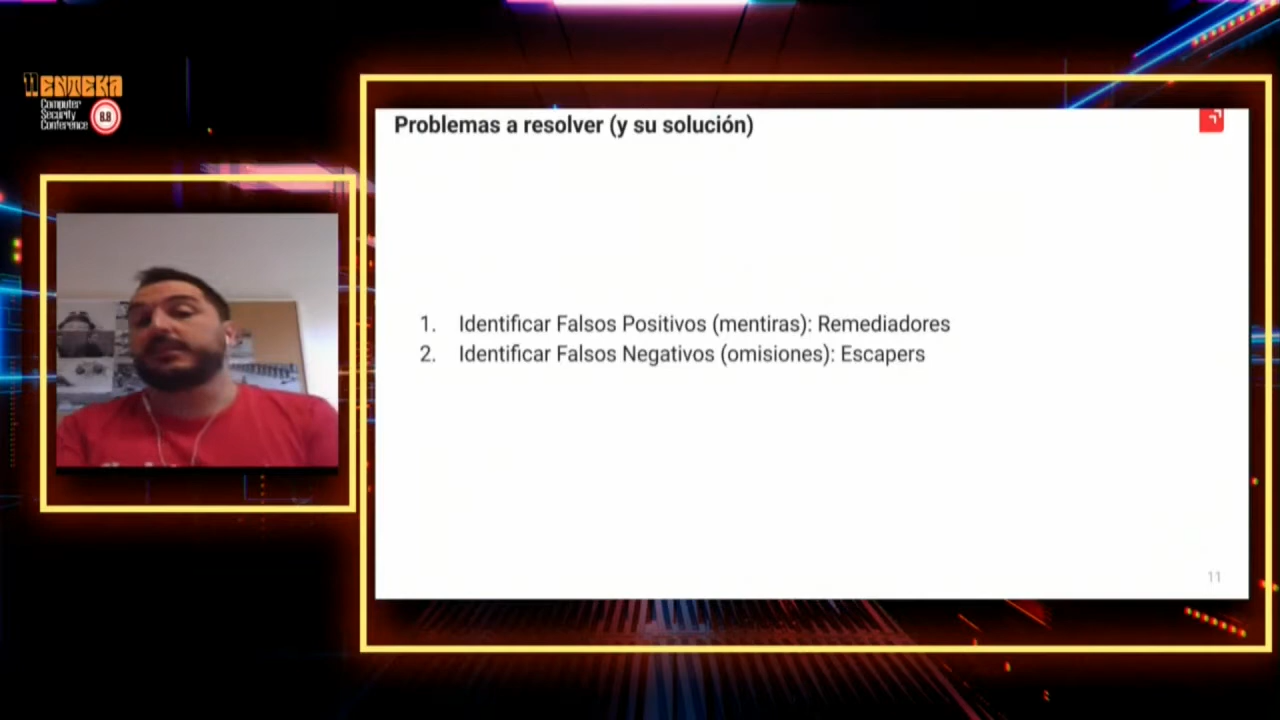 11ENTEKA
Computer
Security
Conference
8.8
Problemas a resolver (y su solución)
1. Identificar Falsos Positivos (mentiras): Remediadores
2. Identificar Falsos Negativos (omisiones): Escapers
11